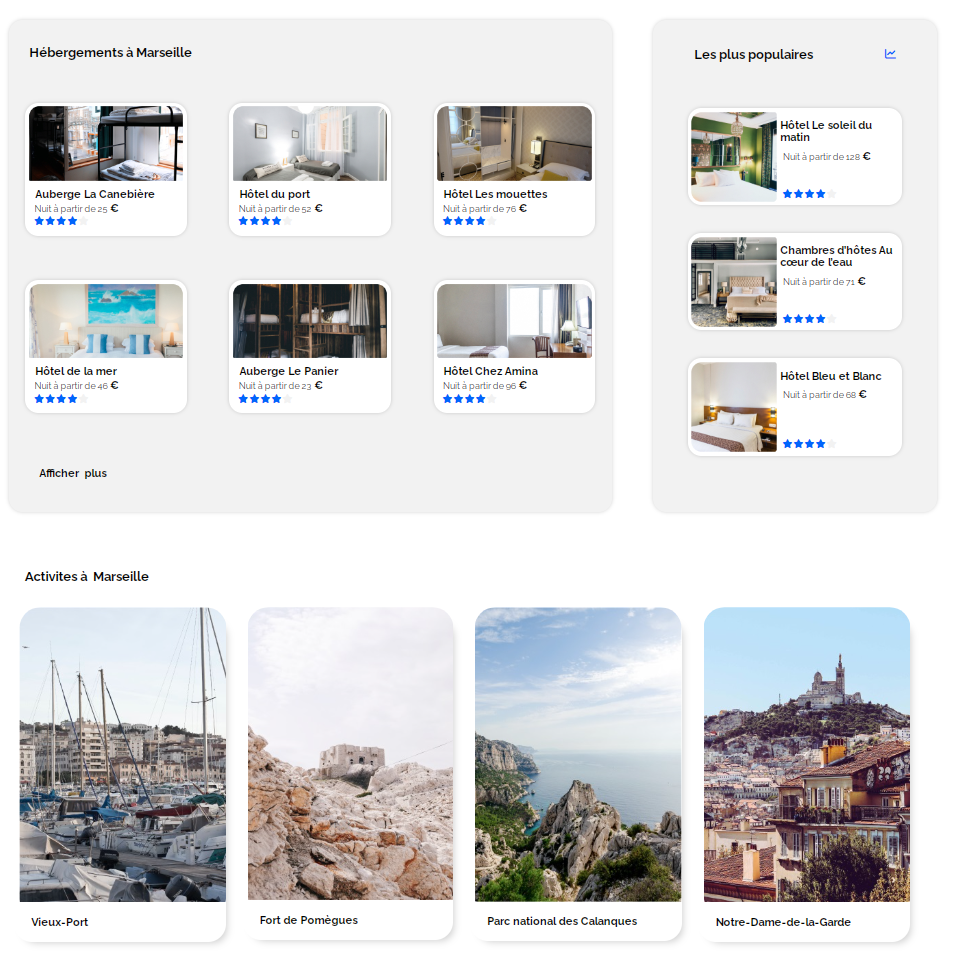 Hébergements à Marseille
Auberge La Canebière
Nuit à partir de 25 €
Hôtel du port
Nuit à partir de 52 €
Hôtel Les mouettes
Nuit à partir de 76 €
Hôtel de la mer
Nuit à partir de 46 €
Auberge Le Panier
Nuit à partir de 23 €
Hôtel Chez Amina
Nuit à partir de 96 €
Afficher plus
Les plus populaires
Hôtel Le soleil du
matin
Nuit à partir de 128 €
Chambres d'hôtes Au
cœur de l'eau
Nuit à partir de 71 €
Hôtel Bleu et Blanc
Nuit à partir de 68 €
Activites à Marseille
Vieux-Port
Fort de Pomègues
Parc national des Calanques
Notre-Dame-de-la-Garde